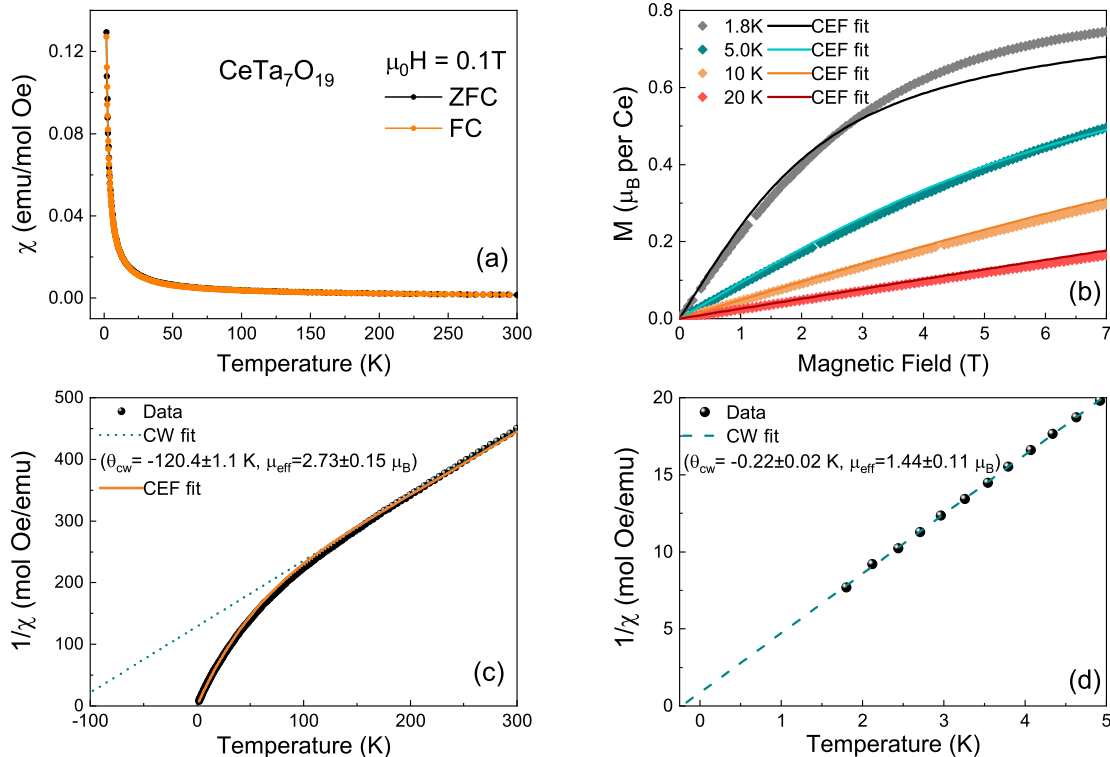 0.12
0.08
0.04
0.00
χ (emu/mol Oe)
CeTa₇O₁₉
μ₀H = 0.1T
ZFC
FC
(a)
0 50 100 150 200 250 300
Temperature (K)
0.8
0.6
0.4
0.2
0.0
M (μ_B per Ce)
1.8K CEF fit
5.0K CEF fit
10 K CEF fit
20 K CEF fit
(b)
0 1 2 3 4 5 6 7
Magnetic Field (T)
500
400
300
200
100
0
1/χ (mol Oe/emu)
Data
CW fit
(θcw= -120.4±1.1 K, μeff=2.73±0.15 μB)
CEF fit
(c)
-100 0 100 200 300
Temperature (K)
20
15
10
5
0
1/χ (mol Oe/emu)
Data
CW fit
(θcw= -0.22±0.02 K, μeff=1.44±0.11 μB)
(d)
0 1 2 3 4 5
Temperature (K)